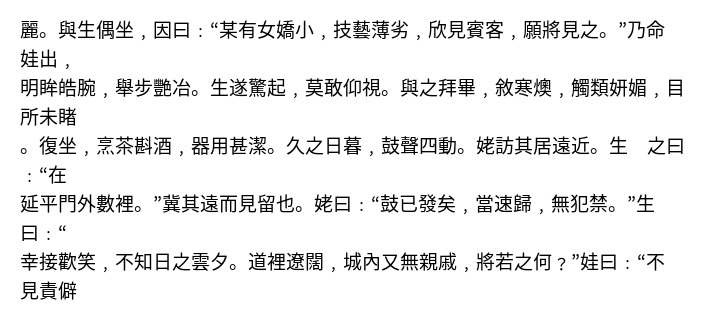 麗。與生偶坐，因曰：“某有女嬌小，技藝薄劣，欣見賓客，願將見之。”乃命
娃出，
明眸皓腕，舉步艷冶。生遂驚起，莫敢仰視。與之拜畢，敘寒燠，觸類妍媚，目
所未睹
。復坐，烹茶斟酒，器用甚潔。久之日暮，鼓聲四動。姥訪其居遠近。生　之曰
：“在
延平門外數裡。”冀其遠而見留也。姥曰：“鼓已發矣，當速歸，無犯禁。”生
曰：“
幸接歡笑，不知日之雲夕。道裡遼闊，城內又無親戚，將若之何？”娃曰：“不
見責僻